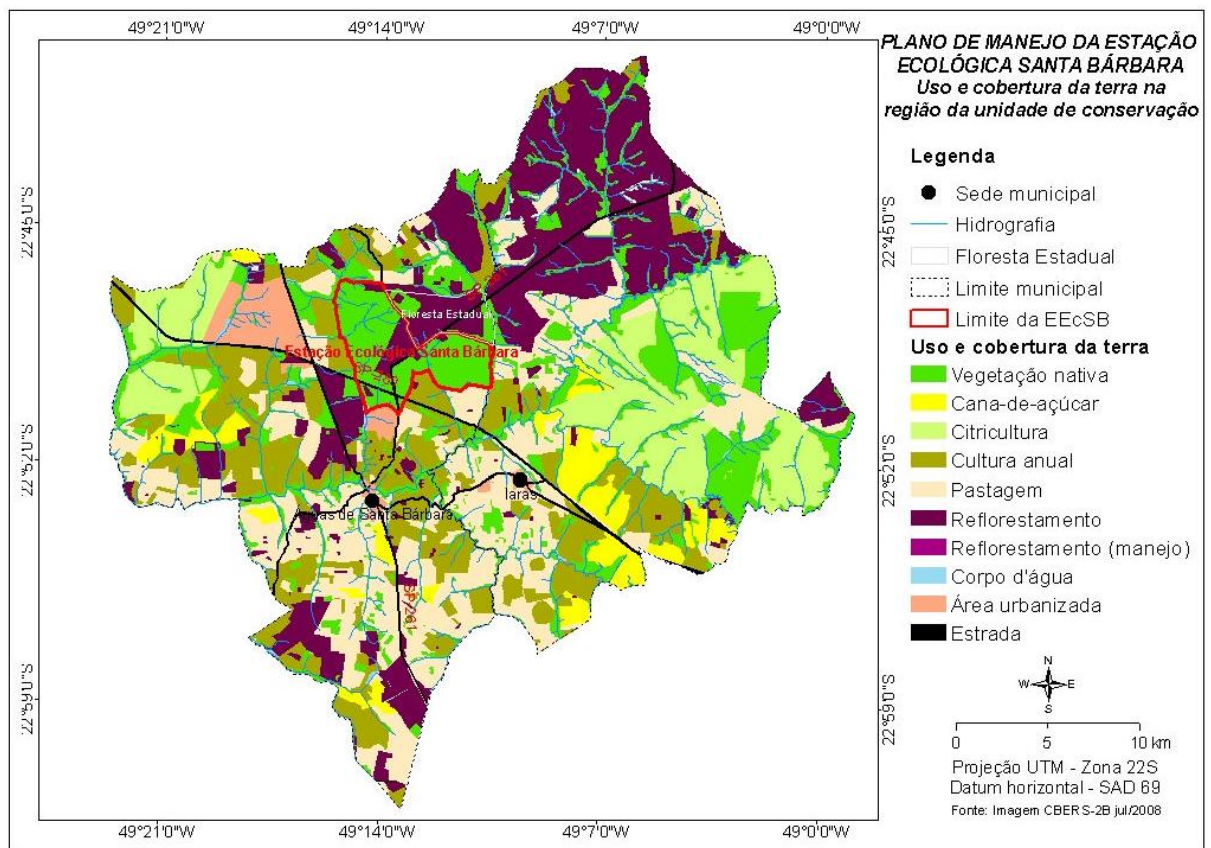 49°21'0"W 49°14'0"W 49°7'0"W 49°0'0"W
PLANO DE MANEJO DA ESTAÇÃO
ECOLÓGICA SANTA BÁRBARA
Uso e cobertura da terra na
região da unidade de conservação
Legenda
Sede municipal
Hidrografia
Floresta Estadual
Limite municipal
Limite da EEcSB
Uso e cobertura da terra
Vegetação nativa
Cana-de-açúcar
Citricultura
Cultura anual
Pastagem
Reflorestamento
Reflorestamento (manejo)
Corpo d'água
Área urbanizada
Estrada
N
W E
S
0 5 10 km
Projeção UTM - Zona 22S
Datum horizontal - SAD 69
Fonte: Imagem CBERS-2B jul/2008
22°45'0"S
22°52'0"S
22°59'0"S
22°45'0"S
22°52'0"S
22°59'0"S
Floresta Estadual
Estação Ecológica Santa Bárbara
Iaras
de Santa Bárbara
SP/261
49°21'0"W 49°14'0"W 49°7'0"W 49°0'0"W